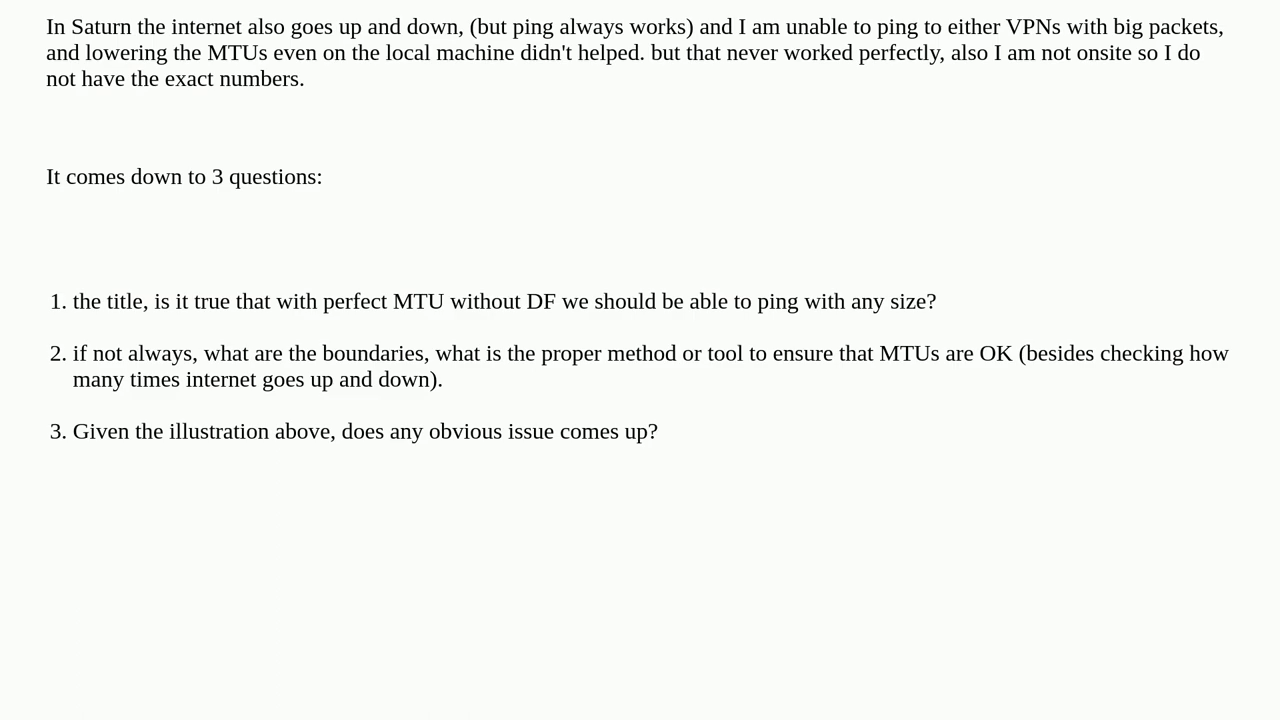 In Saturn the internet also goes up and down, (but ping always works) and I am unable to ping to either VPNs with big packets,
and lowering the MTUs even on the local machine didn't helped. but that never worked perfectly, also I am not onsite so I do
not have the exact numbers.
It comes down to 3 questions:
1. the title, is it true that with perfect MTU without DF we should be able to ping with any size?
2. if not always, what are the boundaries, what is the proper method or tool to ensure that MTUs are OK (besides checking how
many times internet goes up and down).
3. Given the illustration above, does any obvious issue comes up?